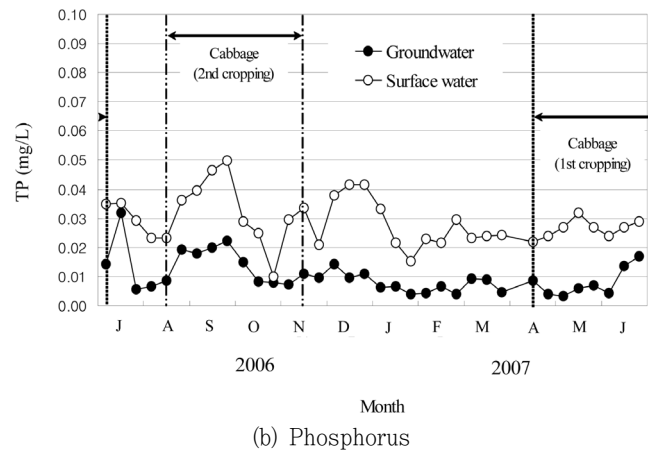 0.10
0.09
0.08
0.07
0.06
0.05
0.04
0.03
0.02
0.01
0.00
TP (mg/L)
Cabbage
(2nd cropping)
Groundwater
Surface water
Cabbage
(1st cropping)
J A S O N D J F M A M J
2006 2007
Month
(b) Phosphorus